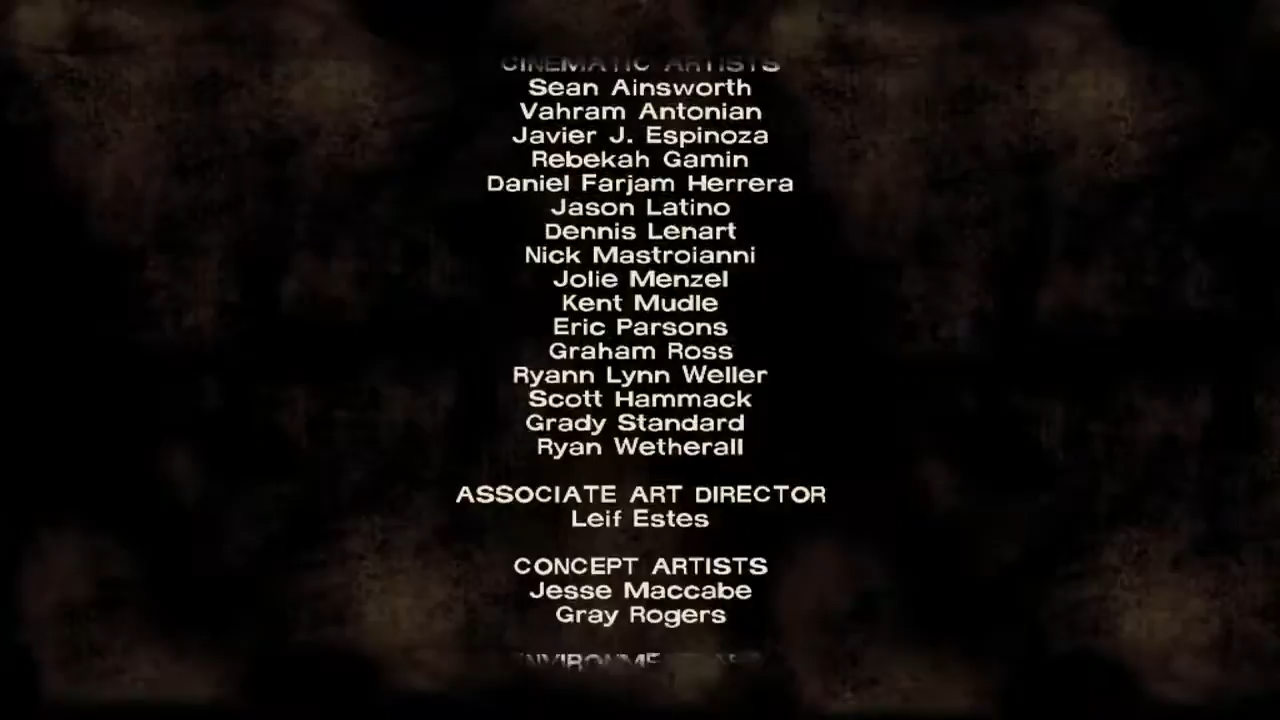 CINEMATIC ARTISTS
Sean Ainsworth
Vahram Antonian
Javier J. Espinoza
Rebekah Gamin
Daniel Farjam Herrera
Jason Latino
Dennis Lenart
Nick Mastroianni
Jolie Menzel
Kent Mudle
Eric Parsons
Graham Ross
Ryann Lynn Weller
Scott Hammack
Grady Standard
Ryan Wetherall
ASSOCIATE ART DIRECTOR
Leif Estes
CONCEPT ARTISTS
Jesse Maccabe
Gray Rogers